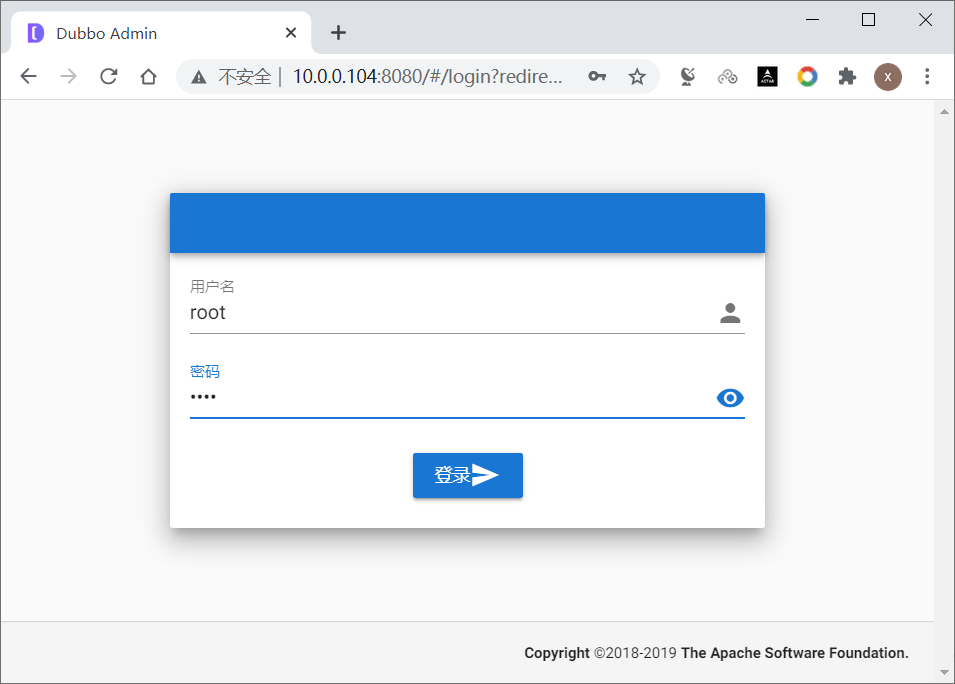 Dubbo Admin
不安全 | 10.0.0.104:8080/#/login?redire...
ASTAR
X
用户名
root
密码
••••
登录
Copyright ©2018-2019 The Apache Software Foundation.